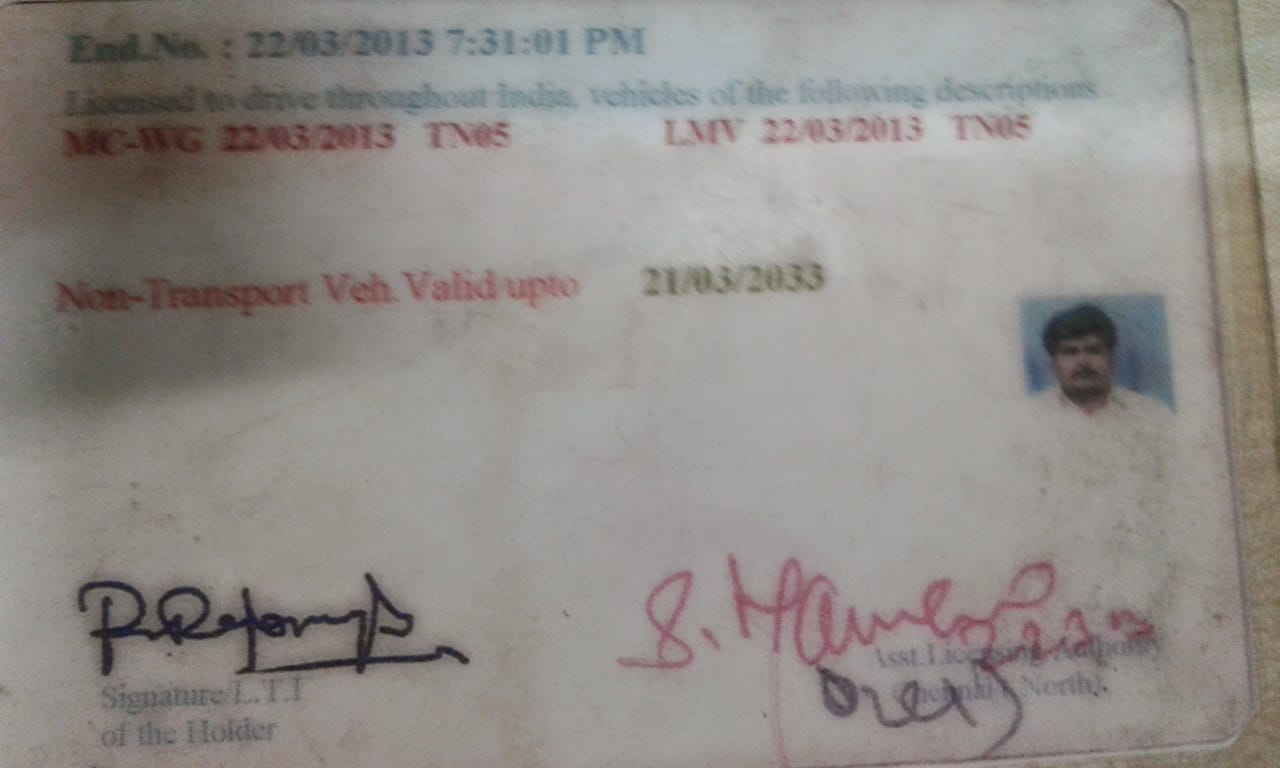 End.No. : 22/03/2013 7:31:01 PM
Licensed to drive throughout India, vehicles of the following descriptions
MC-WG 22/03/2013 TN05 LMV 22/03/2013 TN05
Non-Transport Veh. Valid upto 21/03/2033
Signature/L.T.I
of the Holder
Asst.Licensing Authority
Chennai (North).